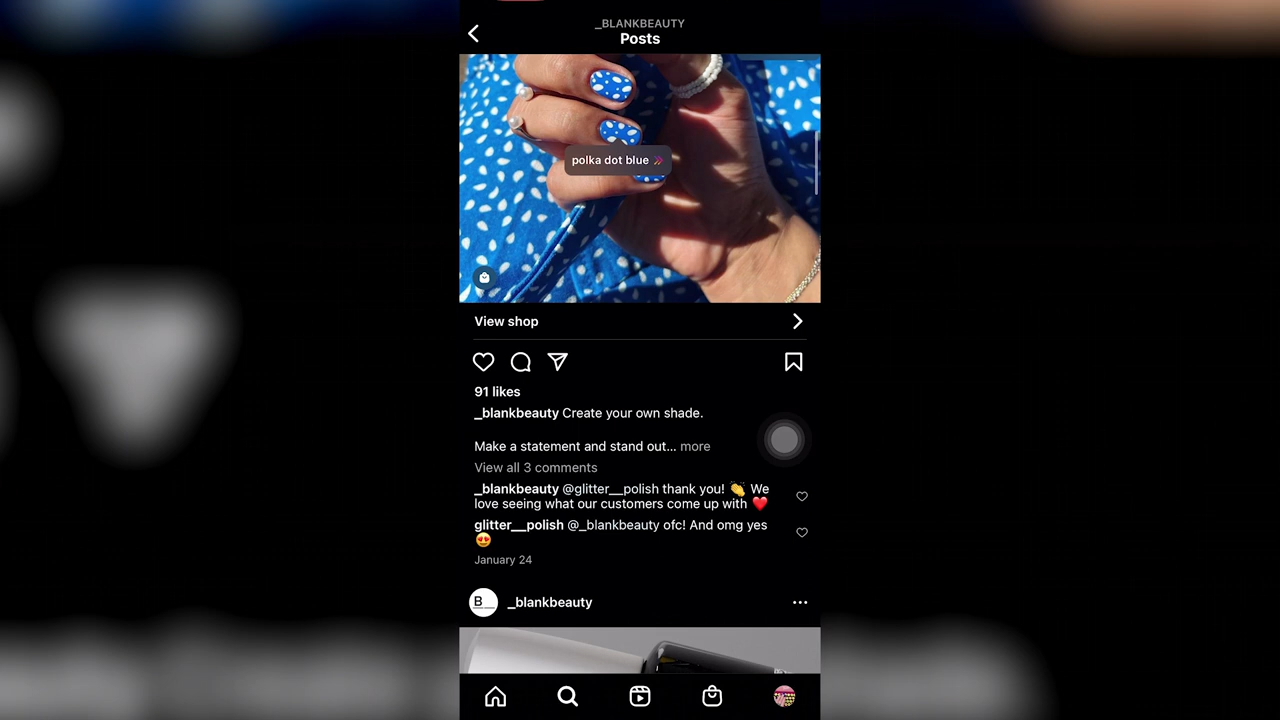 _BLANKBEAUTY
Posts
polka dot blue
View shop
91 likes
_blankbeauty Create your own shade.
Make a statement and stand out... more
View all 3 comments
_blankbeauty @glitter__polish thank you! 👏 We
love seeing what our customers come up with ❤️
glitter__polish @_blankbeauty ofc! And omg yes
😍
January 24
B
_blankbeauty